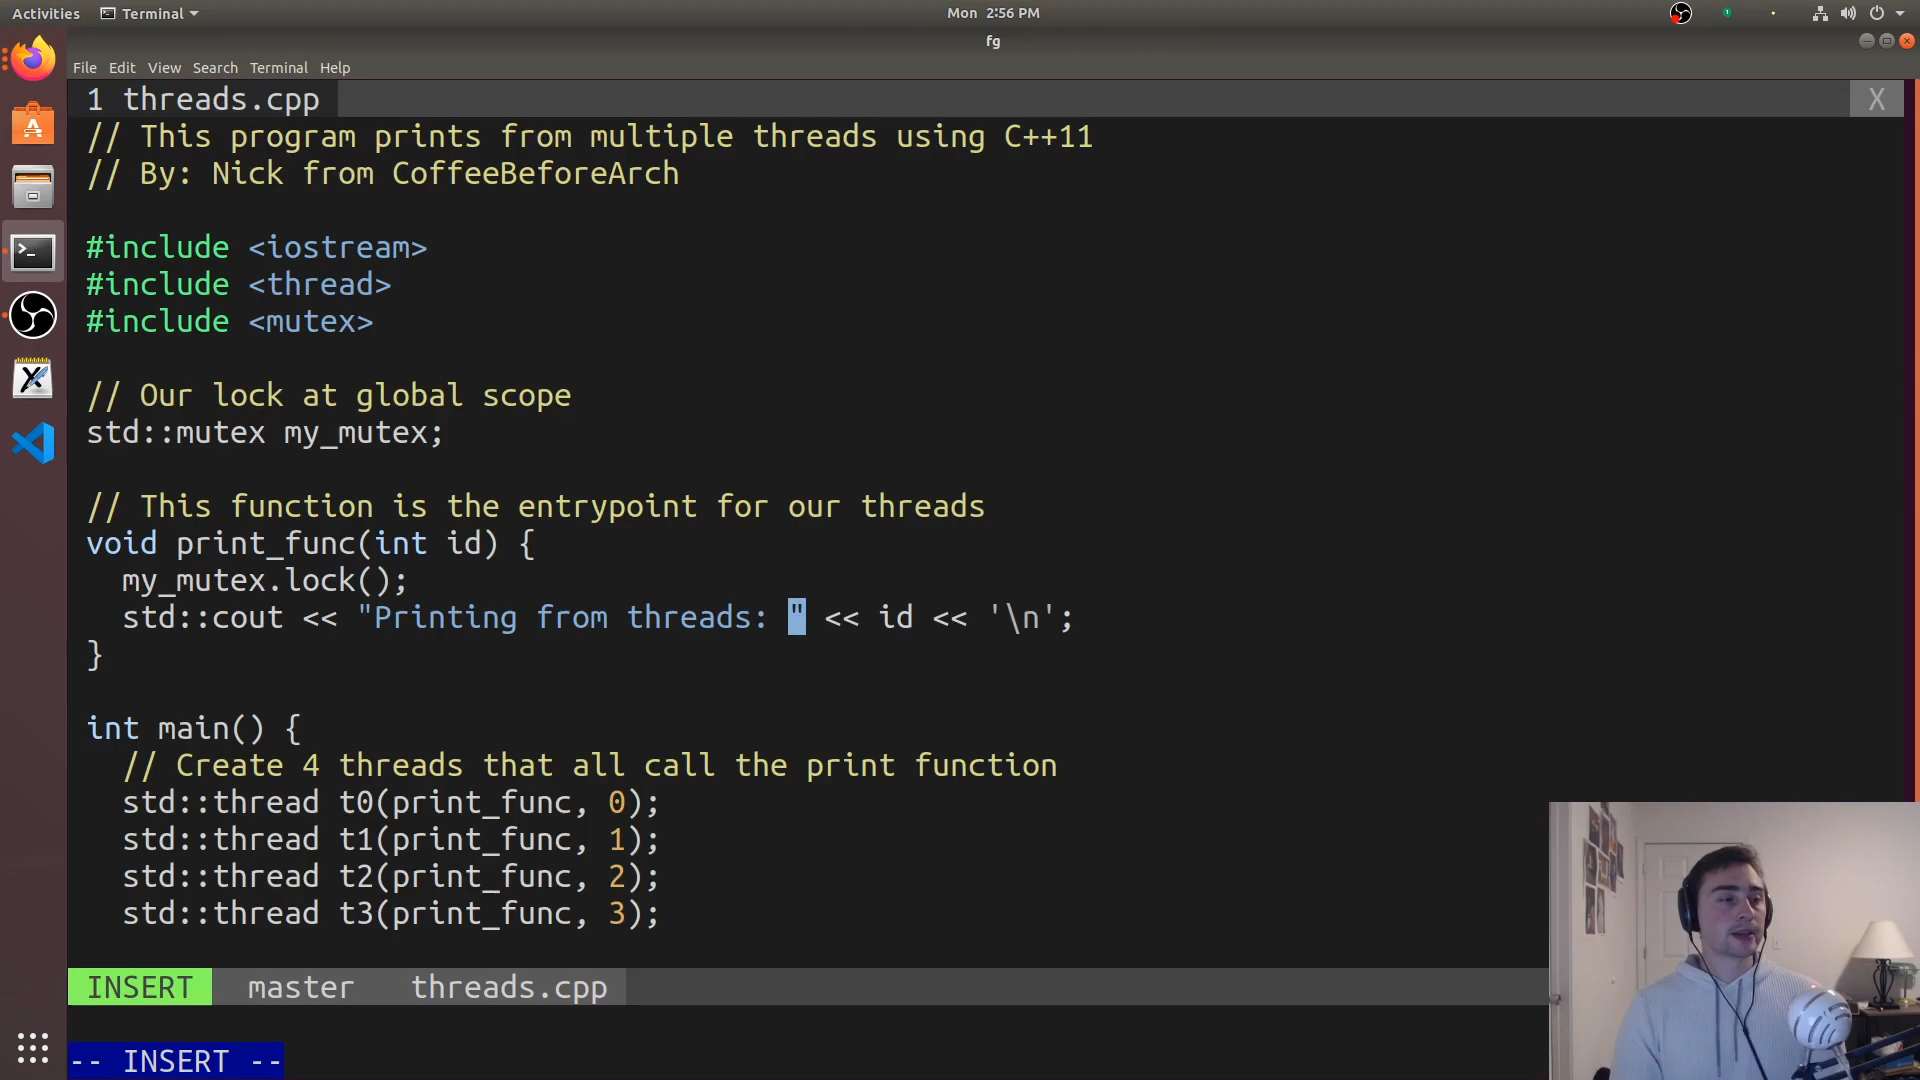 Activities Terminal Mon 2:56 PM
fg
File Edit View Search Terminal Help
1 threads.cpp X
// This program prints from multiple threads using C++11
// By: Nick from CoffeeBeforeArch
#include <iostream>
#include <thread>
#include <mutex>
// Our lock at global scope
std::mutex my_mutex;
// This function is the entrypoint for our threads
void print_func(int id) {
  my_mutex.lock();
  std::cout << "Printing from threads: " << id << '\n';
}
int main() {
  // Create 4 threads that all call the print function
  std::thread t0(print_func, 0);
  std::thread t1(print_func, 1);
  std::thread t2(print_func, 2);
  std::thread t3(print_func, 3);
INSERT master threads.cpp
-- INSERT --